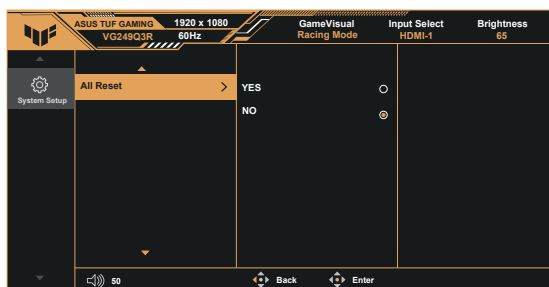 ASUS TUF GAMING 1920 x 1080 GameVisual Input Select Brightness
VG249Q3R 60Hz Racing Mode HDMI-1 65
System Setup
All Reset
YES
NO
50 Back Enter